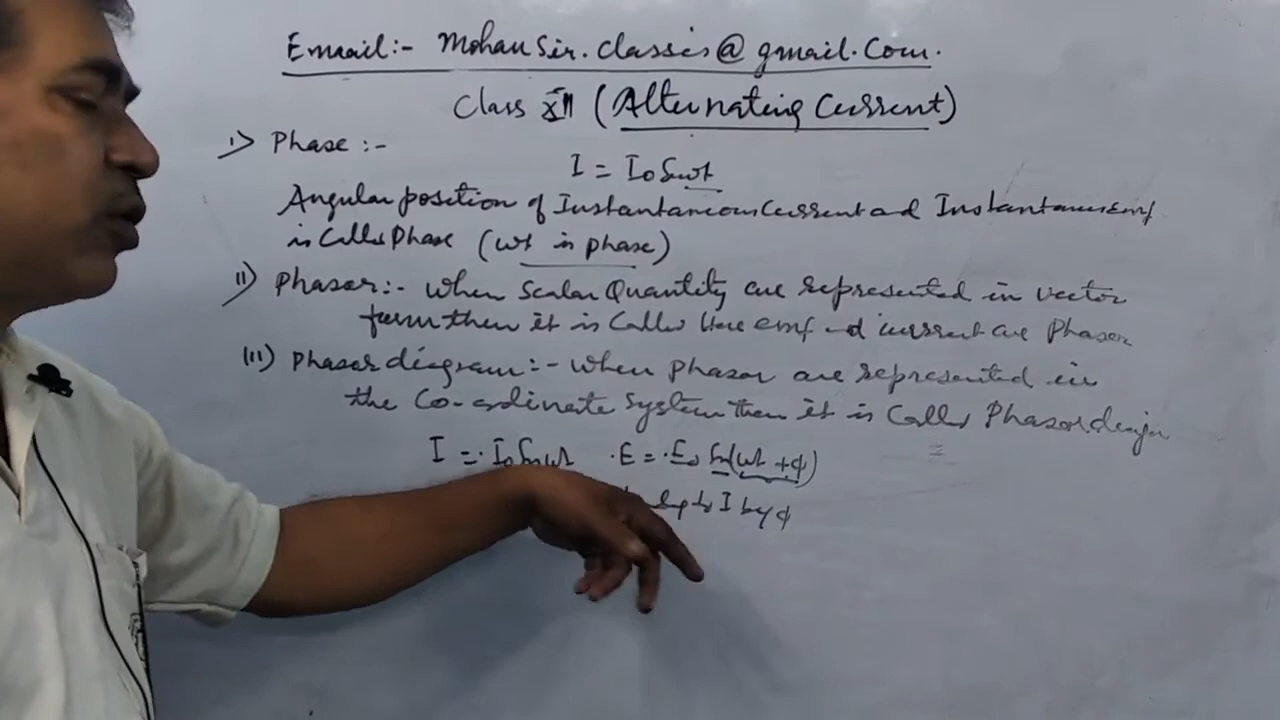 Emaail:- MohanSir.classes@gmail.com.
Class XII (Alternating Current)
i) Phase:-
I = I₀ Sinωt
Angular position of Instantaneous Current and Instantaneous emf
is Called Phase (ωt is phase)
ii) Phasor:- When Scalar Quantity are represented in vector
form then it is Called Here emf and current are Phasor
(iii) Phasor diagram:- When phasor are represented in
the Co-ordinate System then it is Called Phasor
I = I₀ Sinωt E = E₀ Sin(ωt + φ)
I by φ